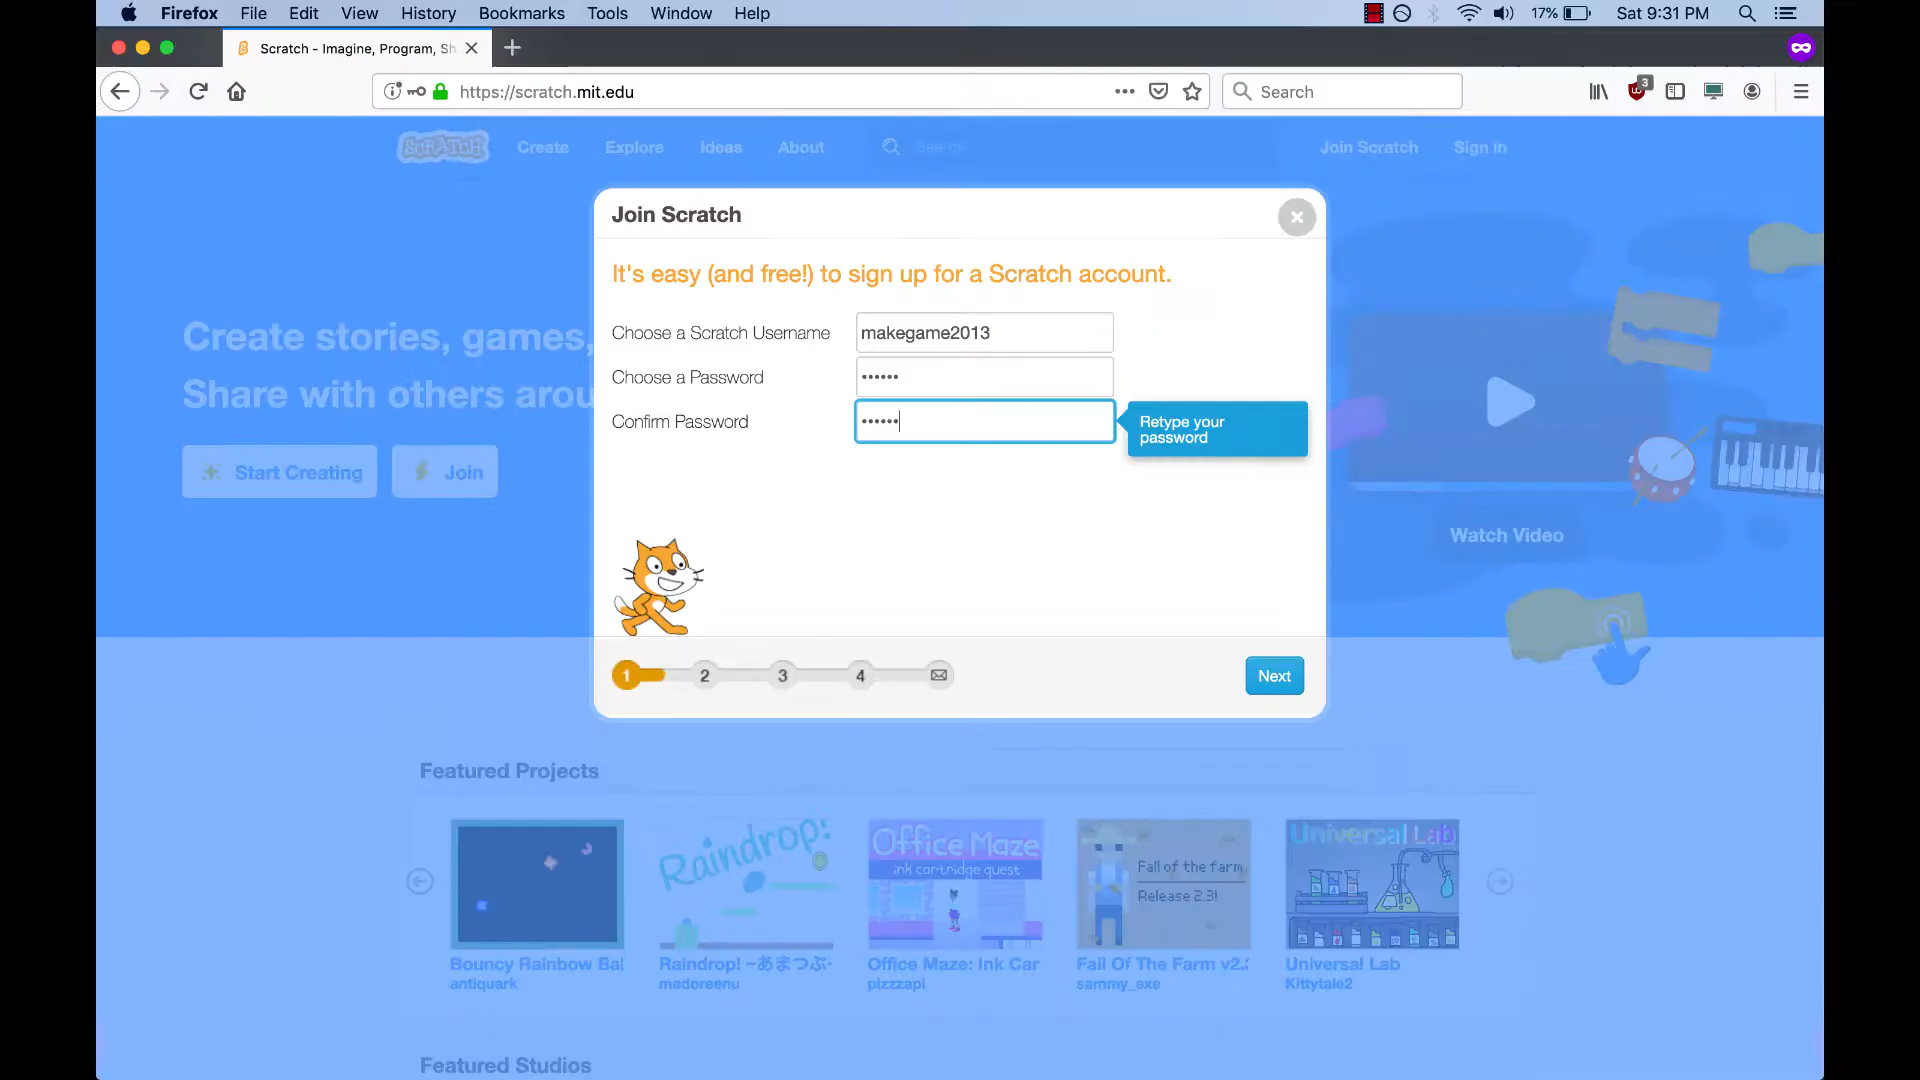 Firefox File Edit View History Bookmarks Tools Window Help 17% Sat 9:31 PM
Scratch - Imagine, Program, Sh
https://scratch.mit.edu
Search
3
SCRATCH Create Explore Ideas About Search Join Scratch Sign in
Join Scratch
It's easy (and free!) to sign up for a Scratch account.
Choose a Scratch Username makegame2013
Choose a Password ••••••
Confirm Password ••••••
Retype your
password
Create stories, games,
Share with others arou
Start Creating Join
Watch Video
1 2 3 4
Next
Featured Projects
Raindrop!
Office Maze
ink cartridge quest
Fall of the farm
Release 2.3!
Universal Lab
Bouncy Rainbow Bal Raindrop! ~あまつぶ~ Office Maze: Ink Car Fall Of The Farm v2.: Universal Lab
antiquark madoreenu pizzzapi sammy_exe Kittytale2
Featured Studios